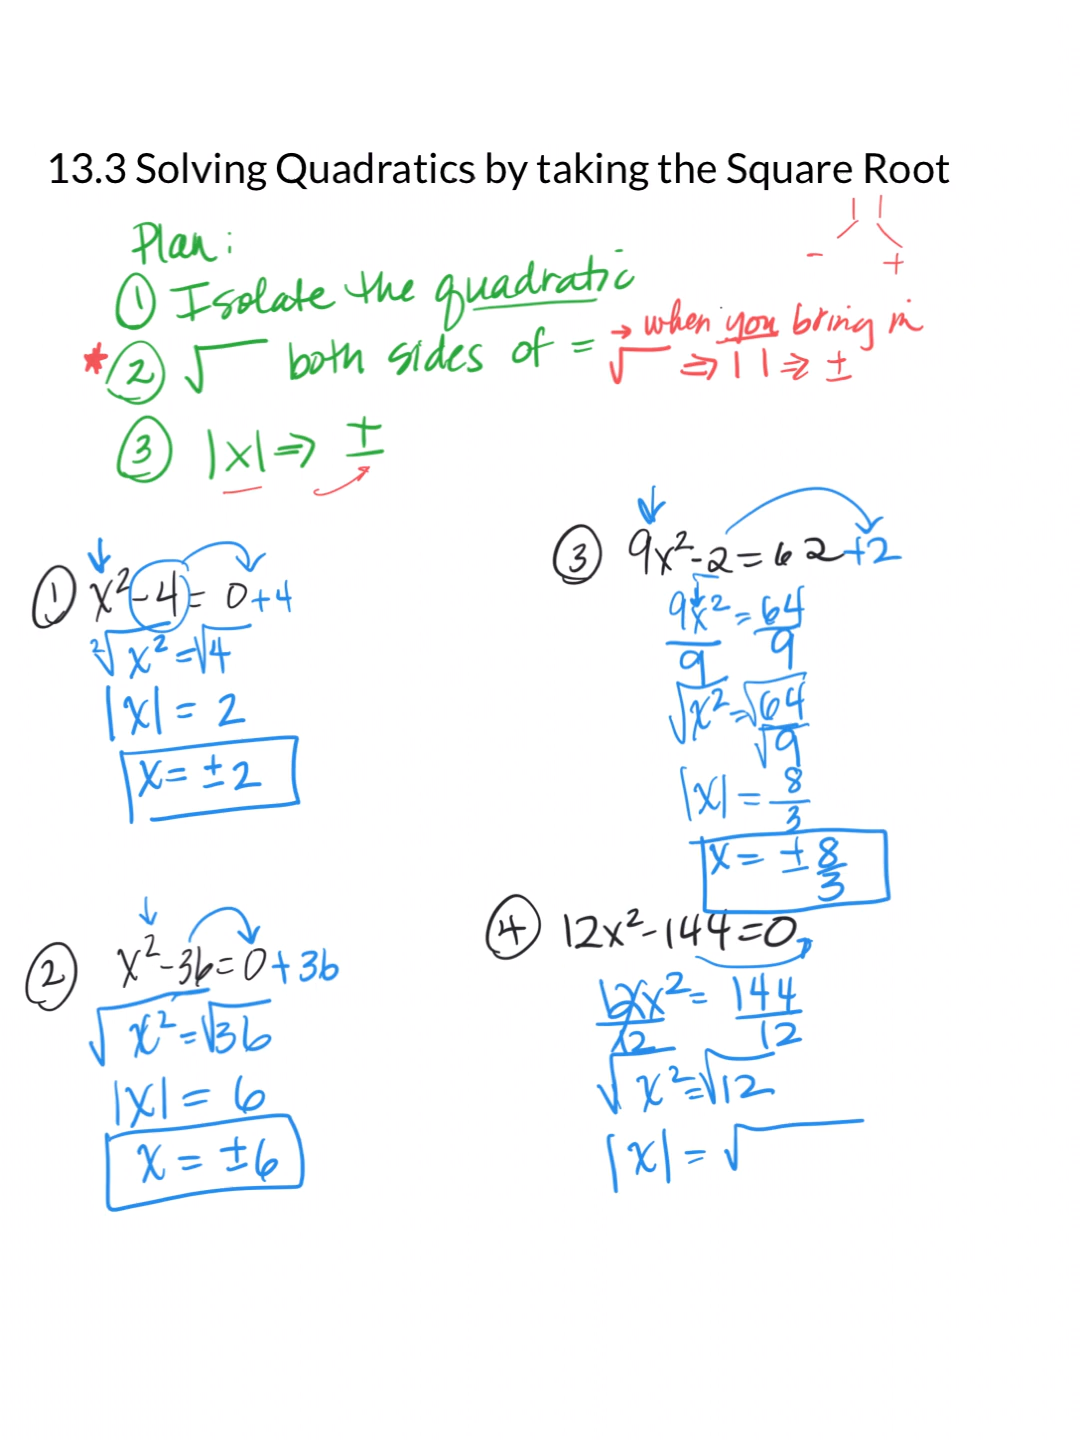 13.3 Solving Quadratics by taking the Square Root
Plan:
① Isolate the quadratic
- +
* ② √ both sides of = → when you bring in
√ ⇒ | | ⇒ ±
③ |x| ⇒ ±
① x² - 4 = 0 + 4
²√x² = √4
|x| = 2
x = ±2
② x² - 36 = 0 + 36
√x² = √36
|x| = 6
x = ±6
③ 9x² - 2 = 62 + 2
9x²/9 = 64/9
√x² = √64/√9
|x| = 8/3
x = ± 8/3
④ 12x² - 144 = 0
12x²/12 = 144/12
√x² = √12
|x| = √